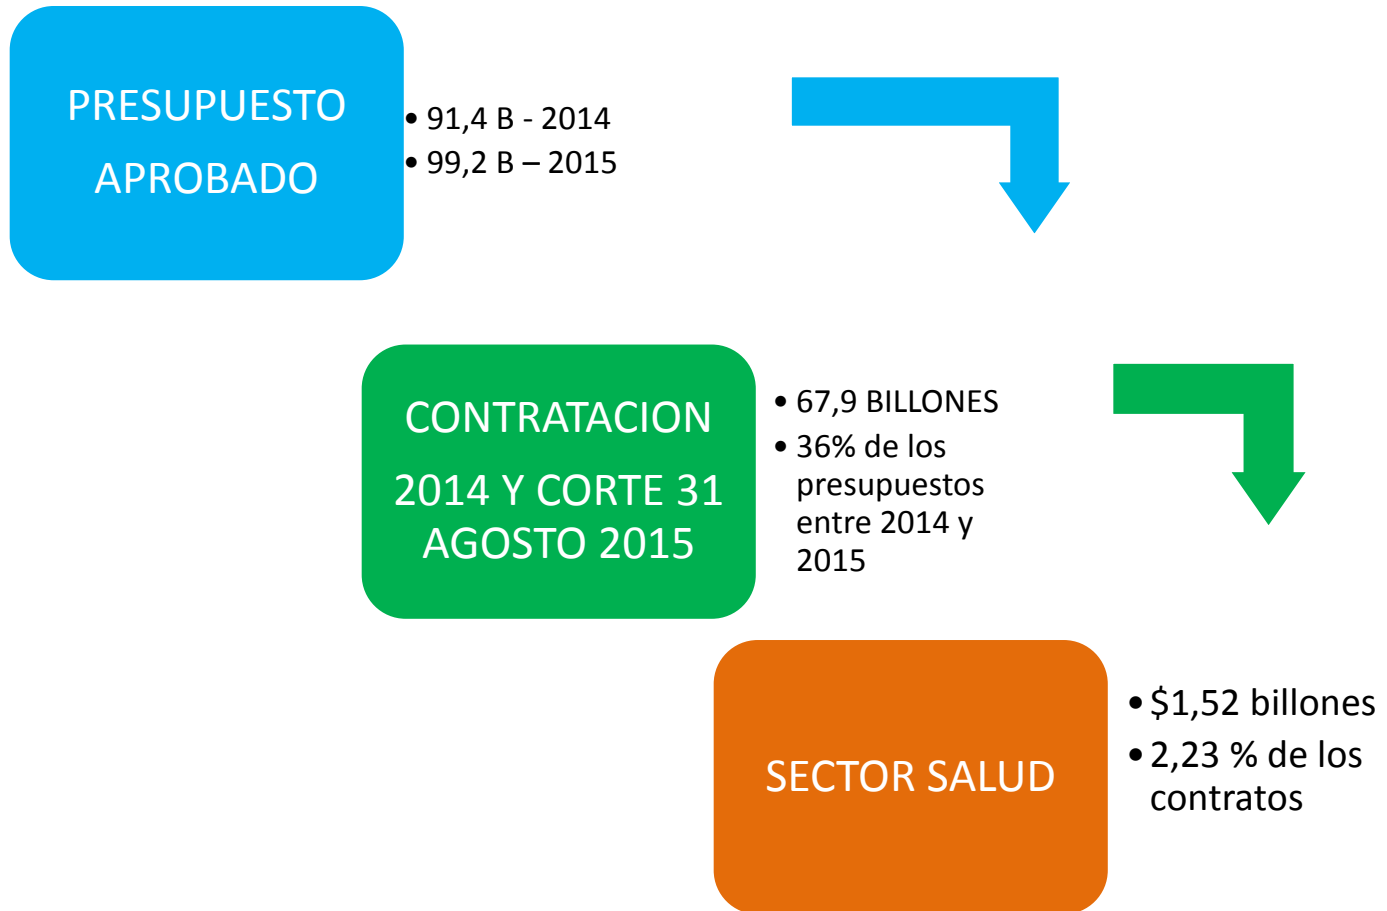 PRESUPUESTO
APROBADO
• 91,4 B - 2014
• 99,2 B – 2015
CONTRATACION
2014 Y CORTE 31
AGOSTO 2015
• 67,9 BILLONES
• 36% de los
presupuestos
entre 2014 y
2015
SECTOR SALUD
• $1,52 billones
• 2,23 % de los
contratos